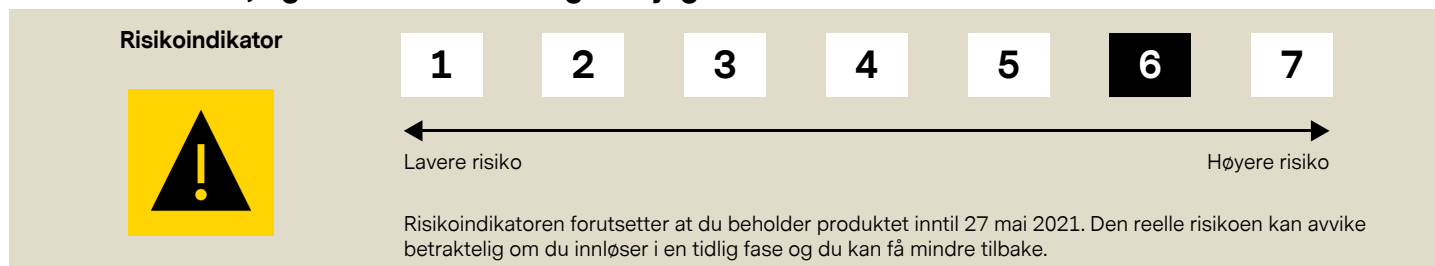 Risikoindikator
1 2 3 4 5 6 7
Lavere risiko Høyere risiko
Risikoindikatoren forutsetter at du beholder produktet inntil 27 mai 2021. Den reelle risikoen kan avvike
betraktelig om du innløser i en tidlig fase og du kan få mindre tilbake.